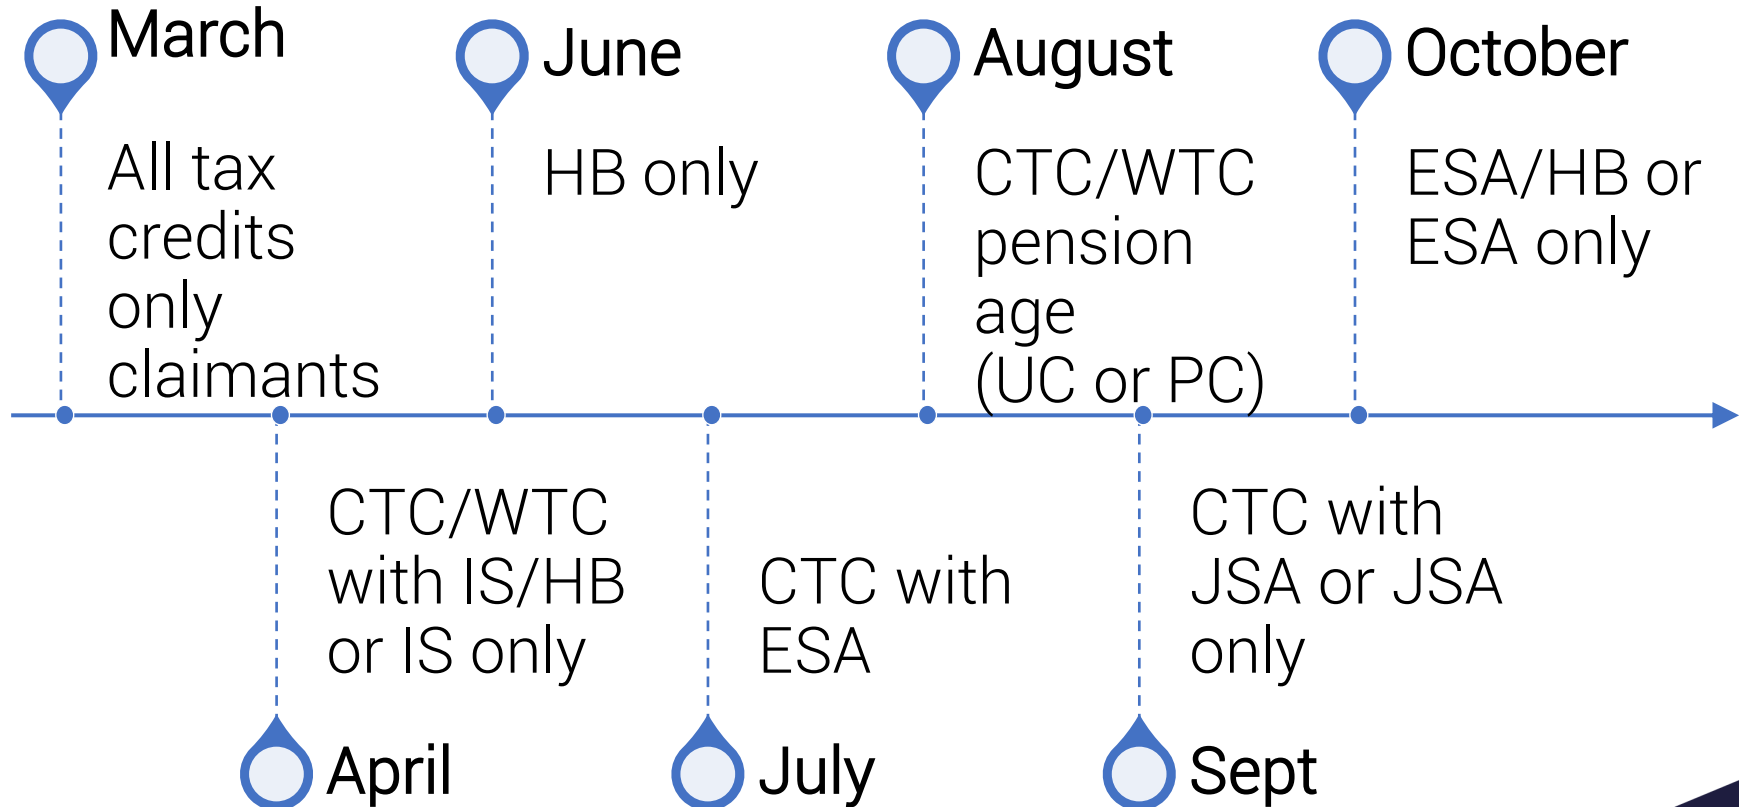 March
All tax
credits
only
claimants
April
CTC/WTC
with IS/HB
or IS only
June
HB only
July
CTC with
ESA
August
CTC/WTC
pension
age
(UC or PC)
Sept
CTC with
JSA or JSA
only
October
ESA/HB or
ESA only